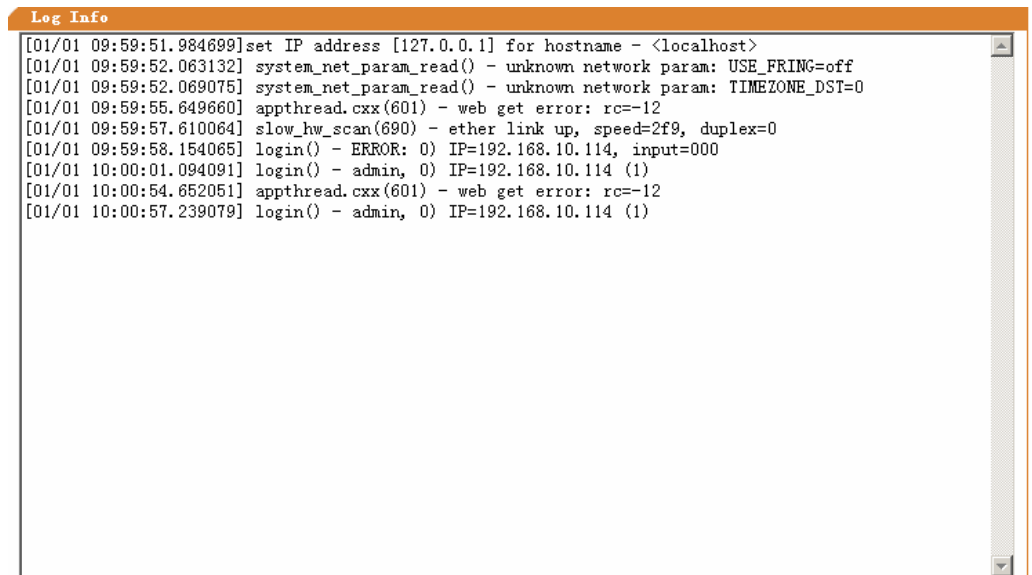 Log Info
[01/01 09:59:51.984699]set IP address [127.0.0.1] for hostname - <localhost>
[01/01 09:59:52.063132] system_net_param_read() - unknown network param: USE_FRING=off
[01/01 09:59:52.069075] system_net_param_read() - unknown network param: TIMEZONE_DST=0
[01/01 09:59:55.649660] appthread.cxx(601) - web get error: rc=-12
[01/01 09:59:57.610064] slow_hw_scan(690) - ether link up, speed=2f9, duplex=0
[01/01 09:59:58.154065] login() - ERROR: 0) IP=192.168.10.114, input=000
[01/01 10:00:01.094091] login() - admin, 0) IP=192.168.10.114 (1)
[01/01 10:00:54.652051] appthread.cxx(601) - web get error: rc=-12
[01/01 10:00:57.239079] login() - admin, 0) IP=192.168.10.114 (1)